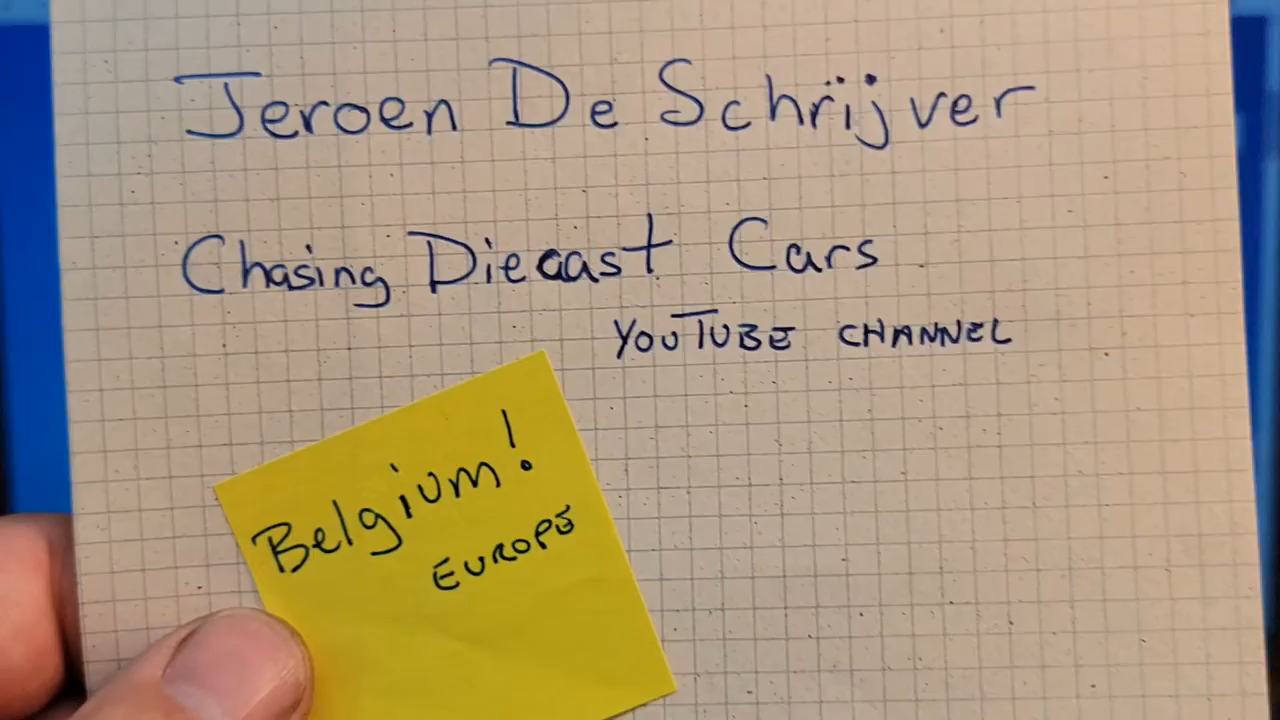 Jeroen De Schrijver
Chasing Diecast Cars
YOUTUBE CHANNEL
Belgium!
EUROPE